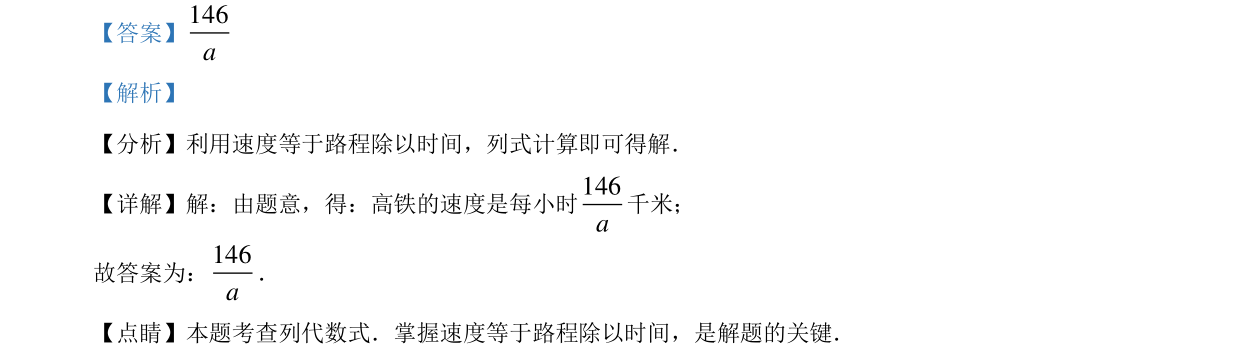 【答案】146/a
【解析】
【分析】利用速度等于路程除以时间，列式计算即可得解．
【详解】解：由题意，得：高铁的速度是每小时146/a千米；
故答案为：146/a．
【点睛】本题考查列代数式．掌握速度等于路程除以时间，是解题的关键．